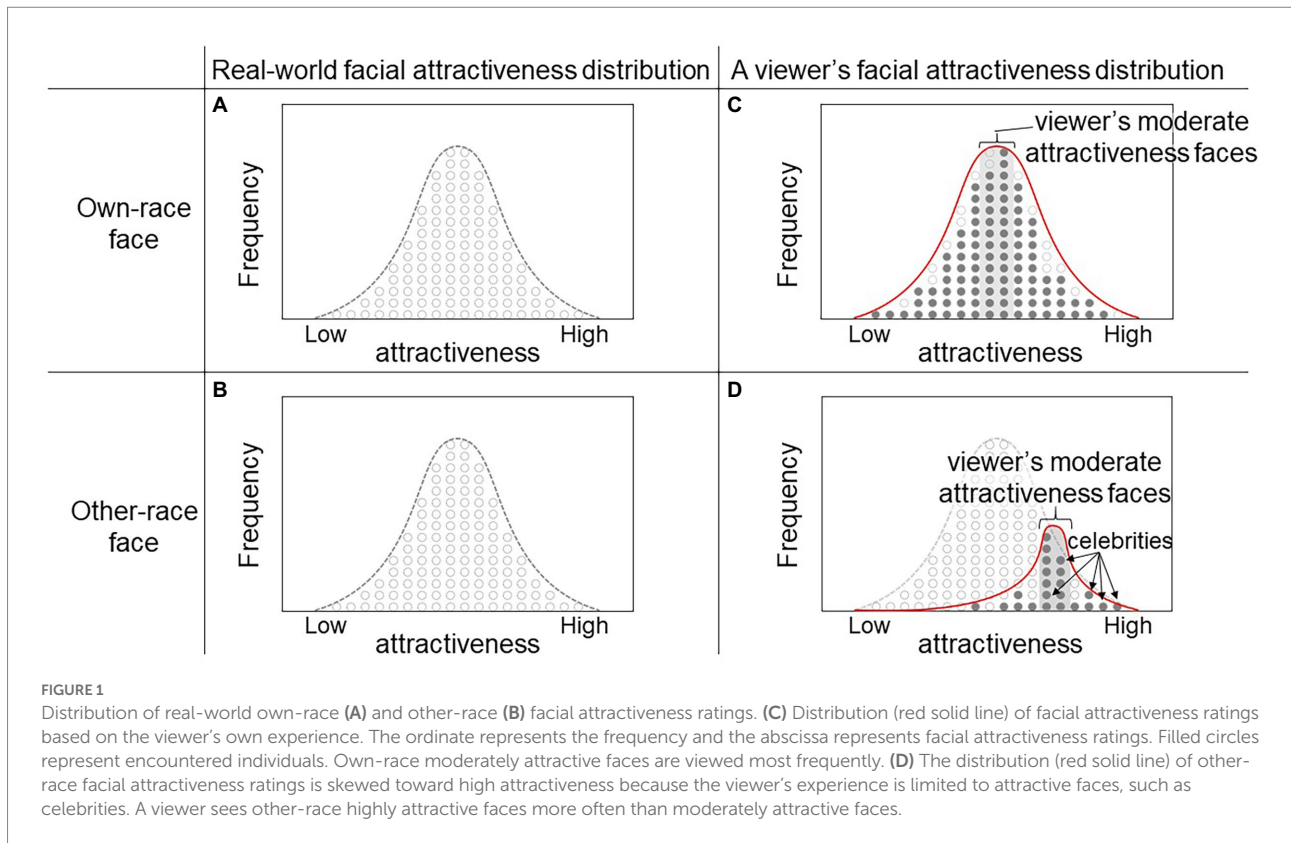 Real-world facial attractiveness distribution
A viewer's facial attractiveness distribution
Own-race
face
A
Frequency
Low
High
attractiveness
C
viewer's moderate
attractiveness faces
Frequency
Low
High
attractiveness
Other-race
face
B
Frequency
Low
High
attractiveness
D
viewer's moderate
attractiveness faces
celebrities
Frequency
Low
High
attractiveness
FIGURE 1
Distribution of real-world own-race (A) and other-race (B) facial attractiveness ratings. (C) Distribution (red solid line) of facial attractiveness ratings
based on the viewer's own experience. The ordinate represents the frequency and the abscissa represents facial attractiveness ratings. Filled circles
represent encountered individuals. Own-race moderately attractive faces are viewed most frequently. (D) The distribution (red solid line) of other-
race facial attractiveness ratings is skewed toward high attractiveness because the viewer's experience is limited to attractive faces, such as
celebrities. A viewer sees other-race highly attractive faces more often than moderately attractive faces.